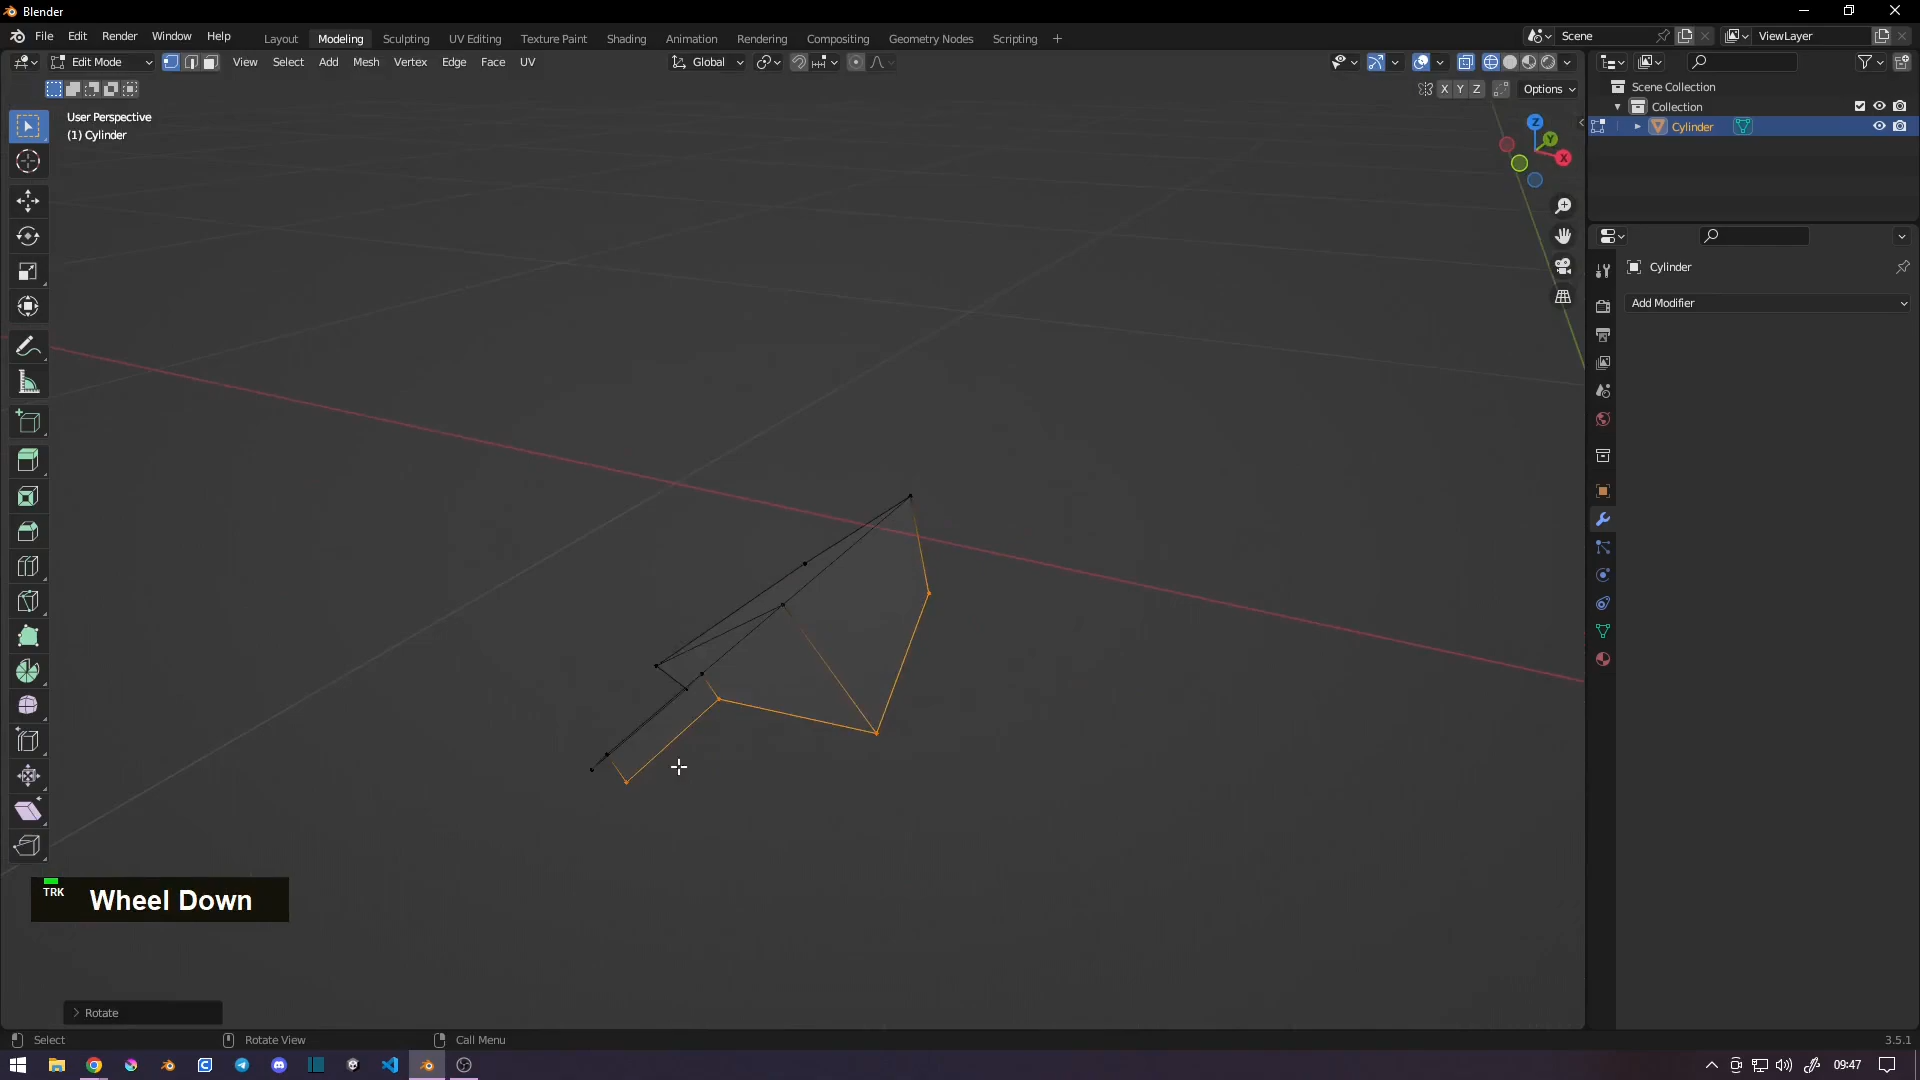 Blender
File Edit Render Window Help
Layout Modeling Sculpting UV Editing Texture Paint Shading Animation Rendering Compositing Geometry Nodes Scripting +
Scene
ViewLayer
Edit Mode
View Select Add Mesh Vertex Edge Face UV
Global
X Y Z
Options
User Perspective
(1) Cylinder
Z
Y
X
Scene Collection
Collection
Cylinder
Cylinder
Add Modifier
TRK
Wheel Down
Rotate
Select
Rotate View
Call Menu
3.5.1
09:47